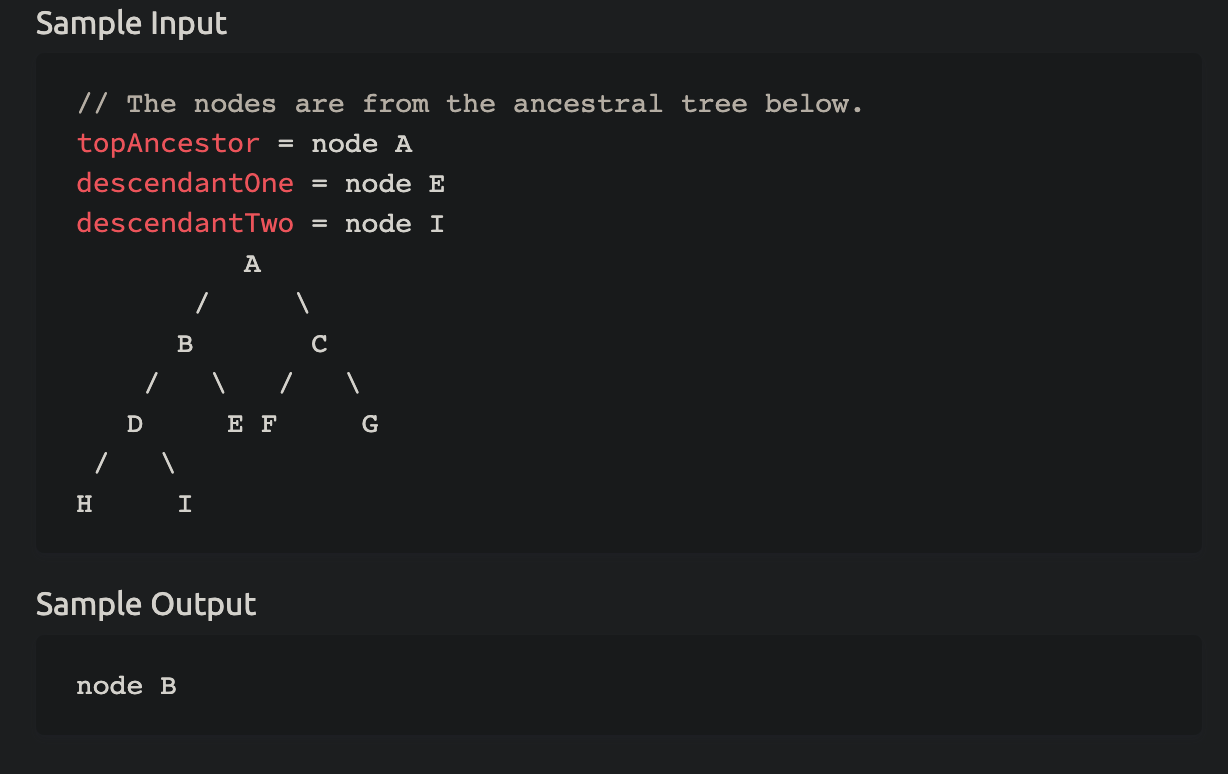 Sample Input
// The nodes are from the ancestral tree below.
topAncestor = node A
descendantOne = node E
descendantTwo = node I
          A
       /     \
      B       C
    /   \   /   \
   D     E F     G
 /   \
H     I
Sample Output
node B